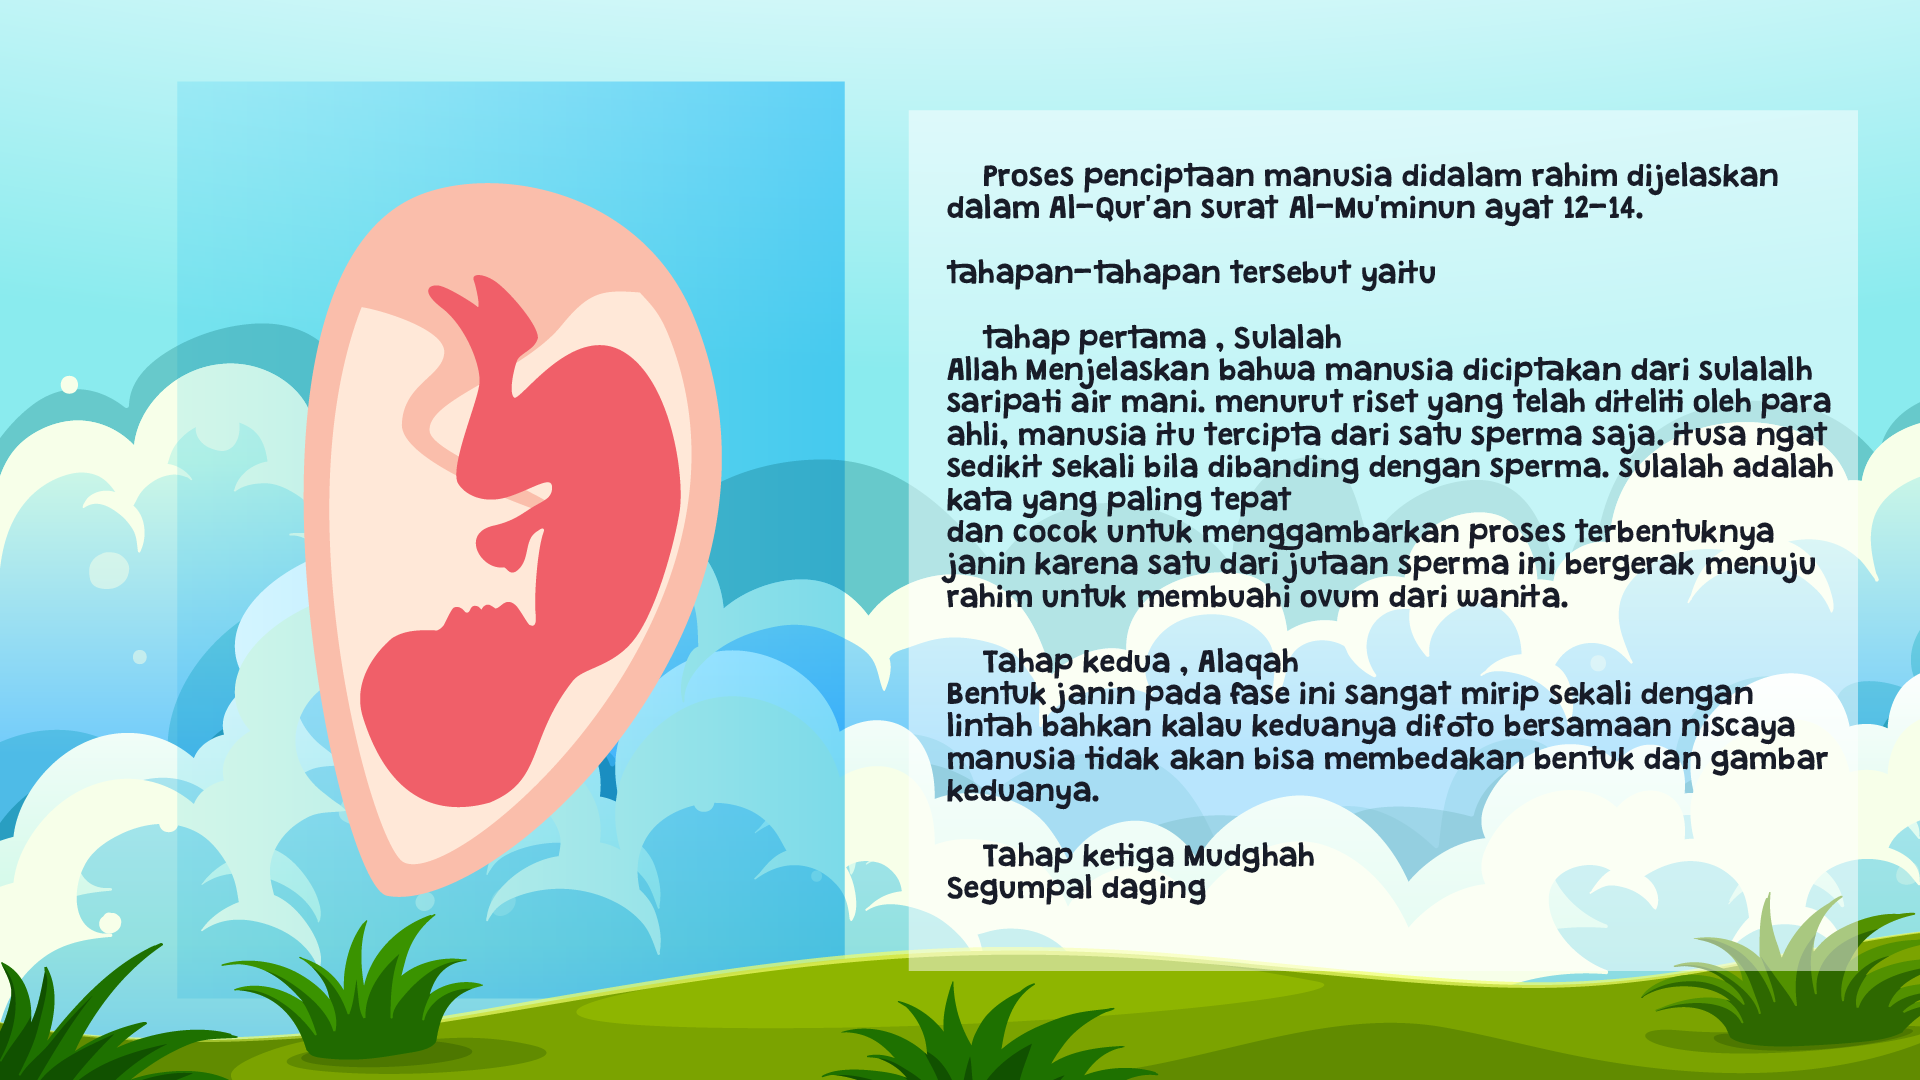 Proses penciptaan manusia didalam rahim dijelaskan
dalam Al-Qur'an surat Al-Mu'minun ayat 12-14.
tahapan-tahapan tersebut yaitu
tahap pertama , Sulalah
Allah Menjelaskan bahwa manusia diciptakan dari sulalalh
saripati air mani. menurut riset yang telah diteliti oleh para
ahli, manusia itu tercipta dari satu sperma saja. itusa ngat
sedikit sekali bila dibanding dengan sperma. sulalah adalah
kata yang paling tepat
dan cocok untuk menggambarkan proses terbentuknya
janin karena satu dari jutaan sperma ini bergerak menuju
rahim untuk membuahi ovum dari wanita.
Tahap kedua , Alaqah
Bentuk janin pada fase ini sangat mirip sekali dengan
lintah bahkan kalau keduanya difoto bersamaan niscaya
manusia tidak akan bisa membedakan bentuk dan gambar
keduanya.
Tahap ketiga Mudghah
Segumpal daging